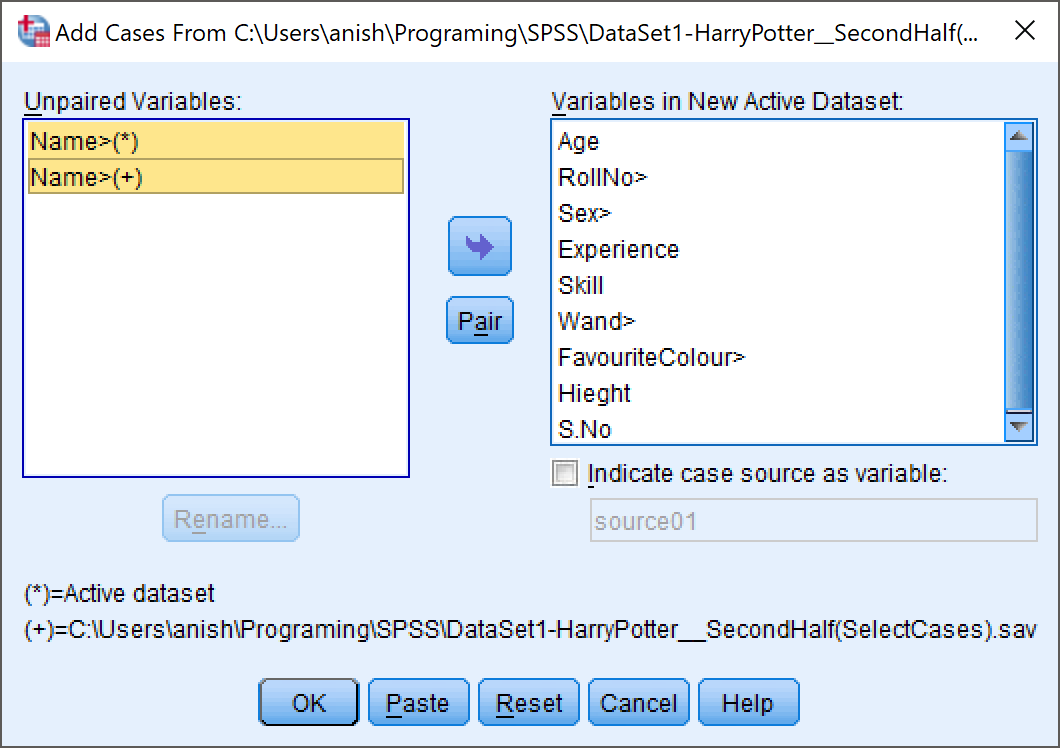 Add Cases From C:\Users\anish\Programing\SPSS\DataSet1-HarryPotter__SecondHalf(...
Unpaired Variables:
Name>(*)
Name>(+)
Pair
Rename...
Variables in New Active Dataset:
Age
RollNo>
Sex>
Experience
Skill
Wand>
FavouriteColour>
Hieght
S.No
Indicate case source as variable:
source01
(*)=Active dataset
(+)=C:\Users\anish\Programing\SPSS\DataSet1-HarryPotter__SecondHalf(SelectCases).sav
OK Paste Reset Cancel Help